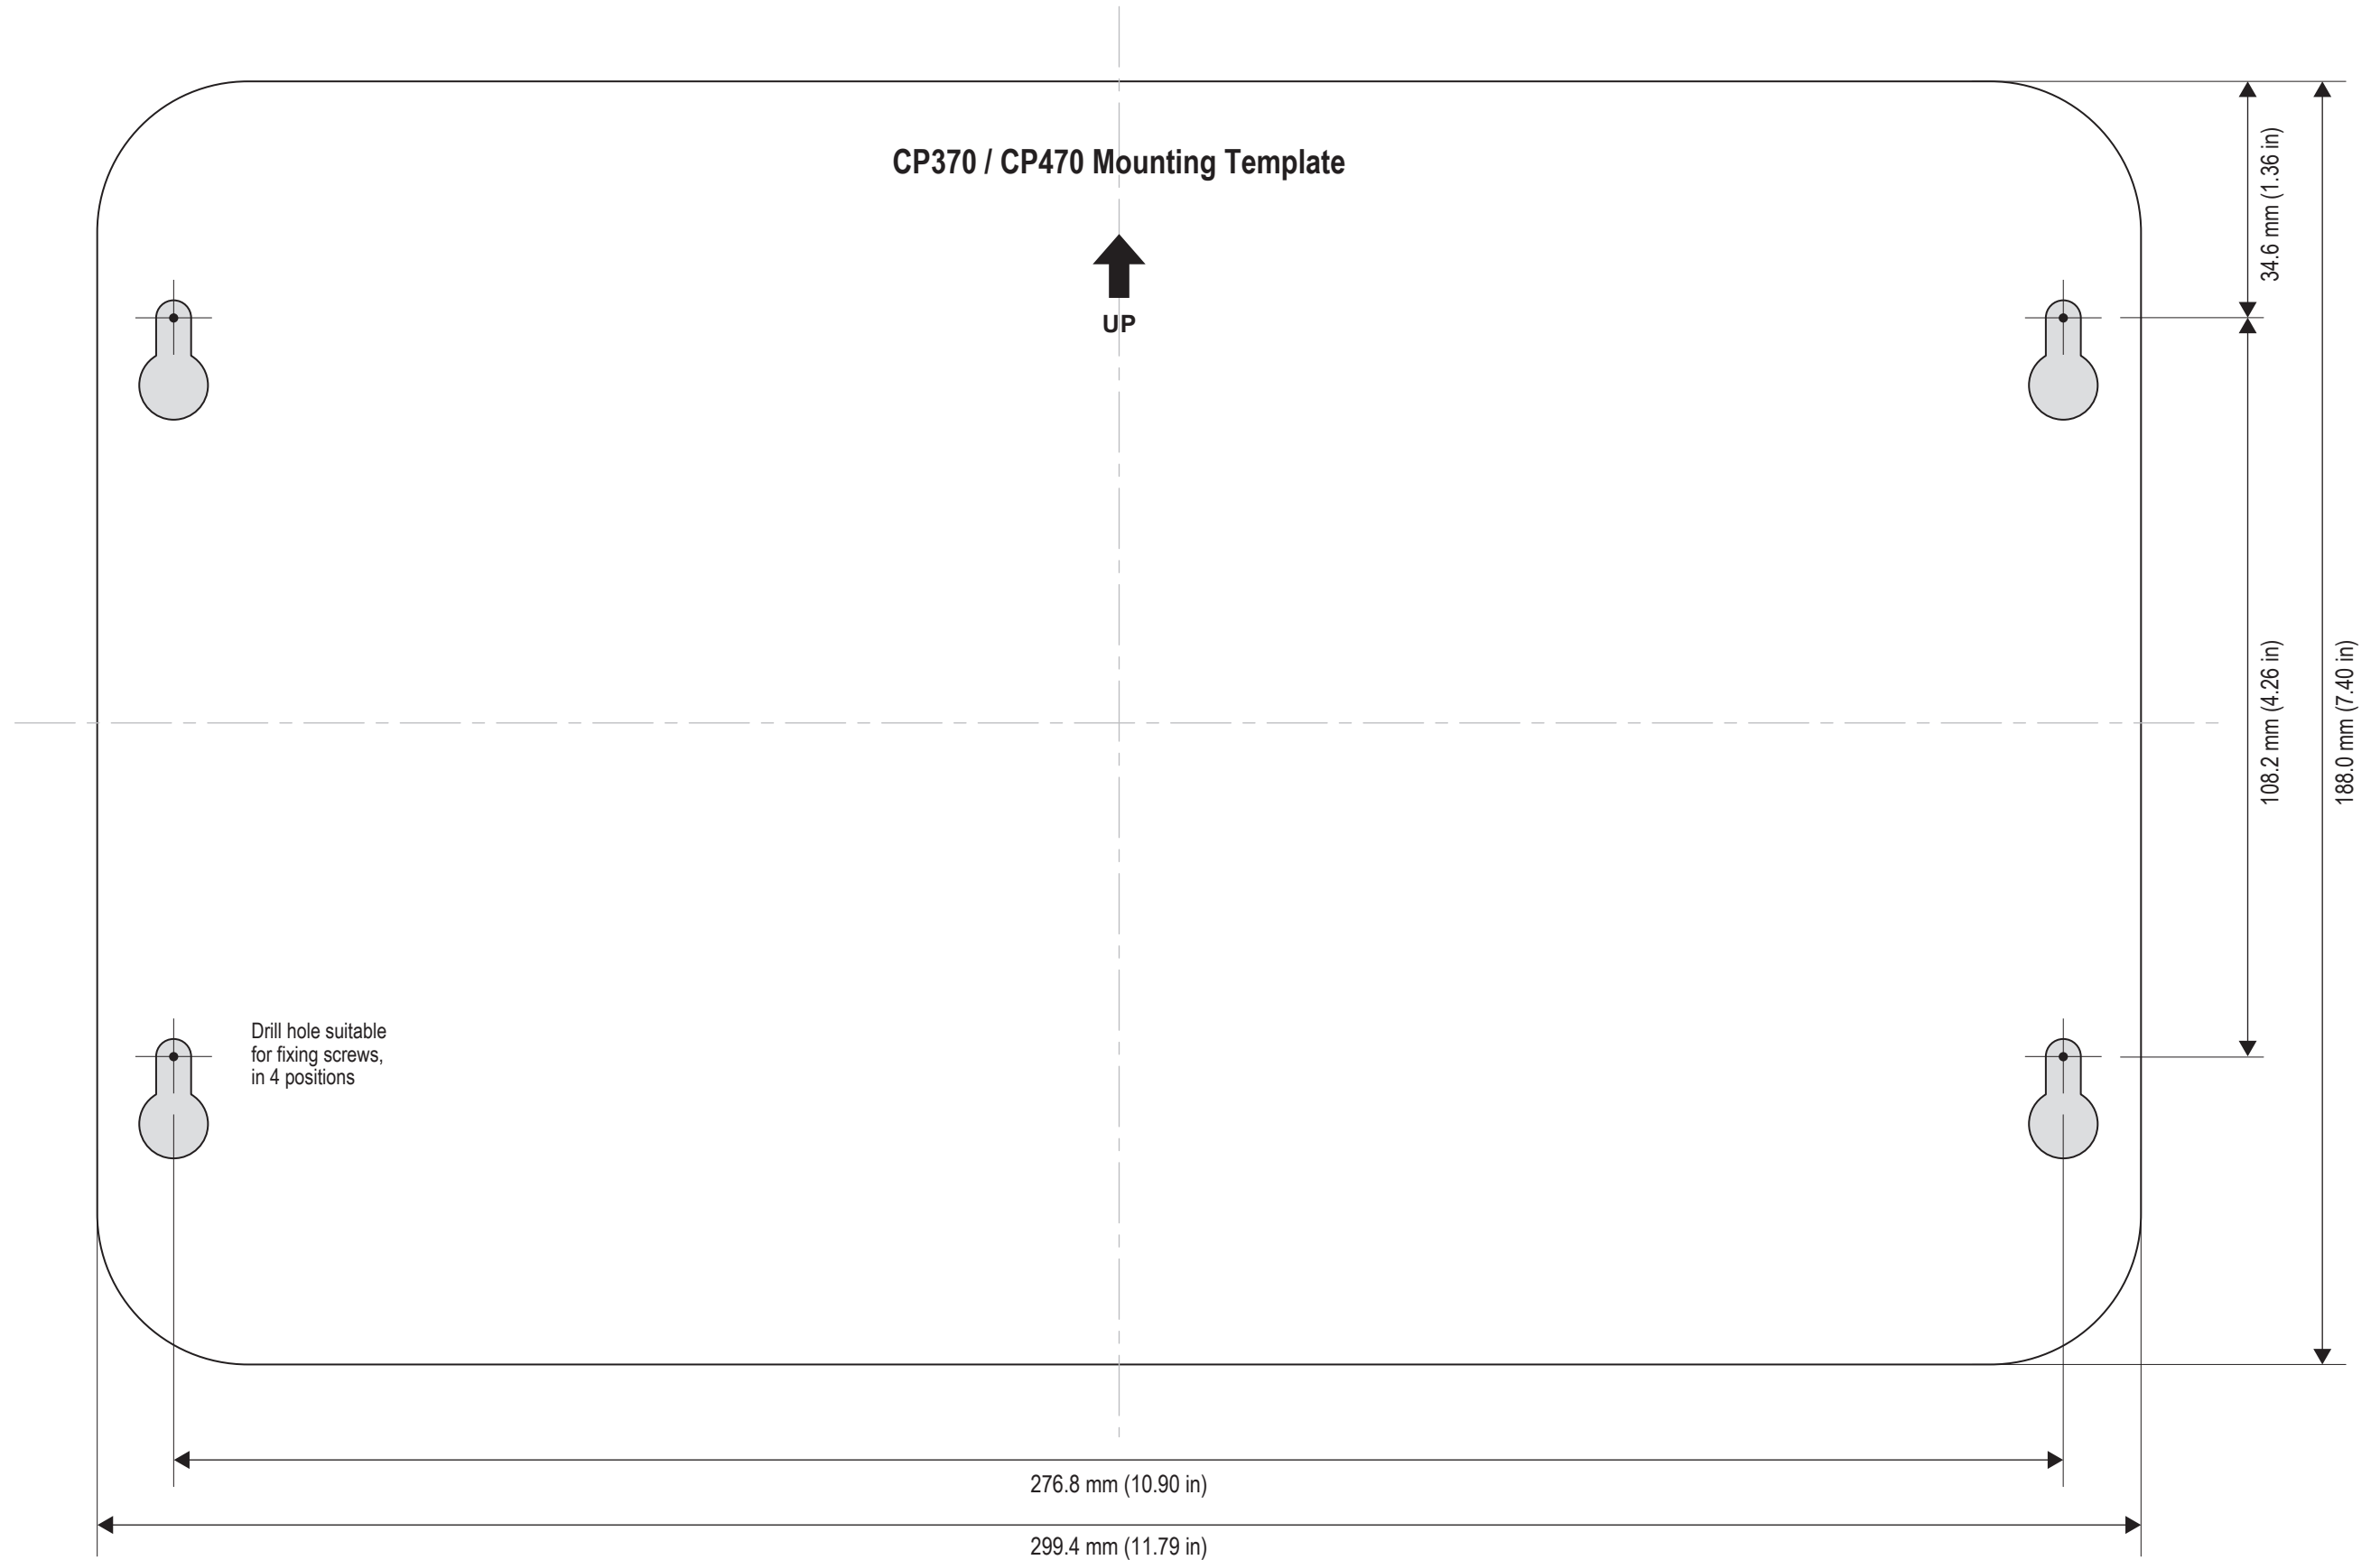 CP370 / CP470 Mounting Template
UP
34.6 mm (1.36 in)
108.2 mm (4.26 in)
188.0 mm (7.40 in)
Drill hole suitable
for fixing screws,
in 4 positions
276.8 mm (10.90 in)
299.4 mm (11.79 in)